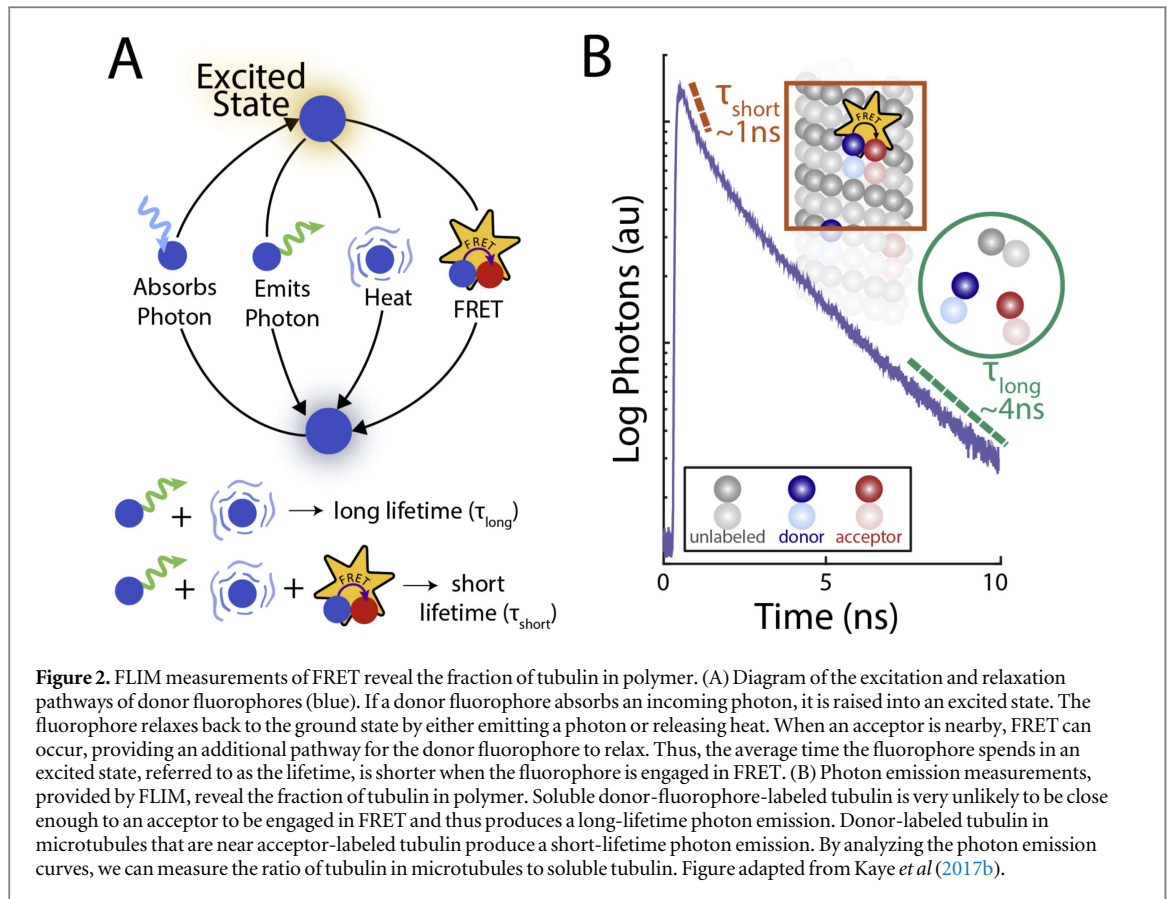 A
Excited
State
Absorbs
Photon
Emits
Photon
Heat
FRET
FRET
+ → long lifetime (τlong)
+ + FRET → short
lifetime (τshort)
B
Log Photons (au)
τshort
~1ns
FRET
τlong
~4ns
unlabeled donor acceptor
0 5 10
Time (ns)
Figure 2. FLIM measurements of FRET reveal the fraction of tubulin in polymer. (A) Diagram of the excitation and relaxation
pathways of donor fluorophores (blue). If a donor fluorophore absorbs an incoming photon, it is raised into an excited state. The
fluorophore relaxes back to the ground state by either emitting a photon or releasing heat. When an acceptor is nearby, FRET can
occur, providing an additional pathway for the donor fluorophore to relax. Thus, the average time the fluorophore spends in an
excited state, referred to as the lifetime, is shorter when the fluorophore is engaged in FRET. (B) Photon emission measurements,
provided by FLIM, reveal the fraction of tubulin in polymer. Soluble donor-fluorophore-labeled tubulin is very unlikely to be close
enough to an acceptor to be engaged in FRET and thus produces a long-lifetime photon emission. Donor-labeled tubulin in
microtubules that are near acceptor-labeled tubulin produce a short-lifetime photon emission. By analyzing the photon emission
curves, we can measure the ratio of tubulin in microtubules to soluble tubulin. Figure adapted from Kaye et al (2017b).